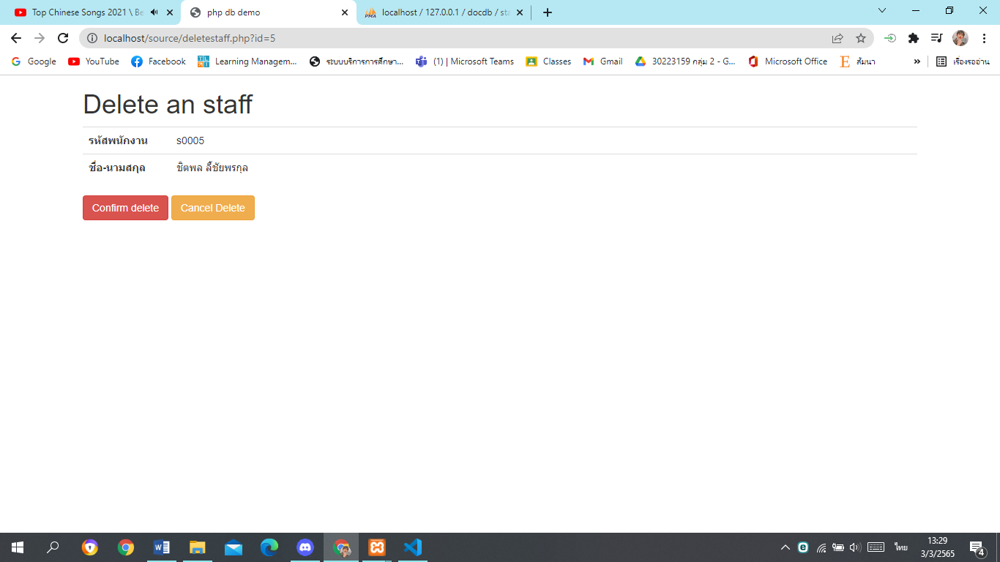 Top Chinese Songs 2021 \ Be
php db demo
localhost / 127.0.0.1 / docdb / sta
localhost/source/deletestaff.php?id=5
Google YouTube Facebook Learning Managem... ระบบบริการการศึกษา... (1) | Microsoft Teams Classes Gmail 30223159 กลุ่ม 2 - G... Microsoft Office สัมนา » เรื่องรออ่าน
Delete an staff
รหัสพนักงาน s0005
ชื่อ-นามสกุล ชิตพล ลี้ชัยพรกุล
Confirm delete Cancel Delete
ไทย
13:29
3/3/2565
4